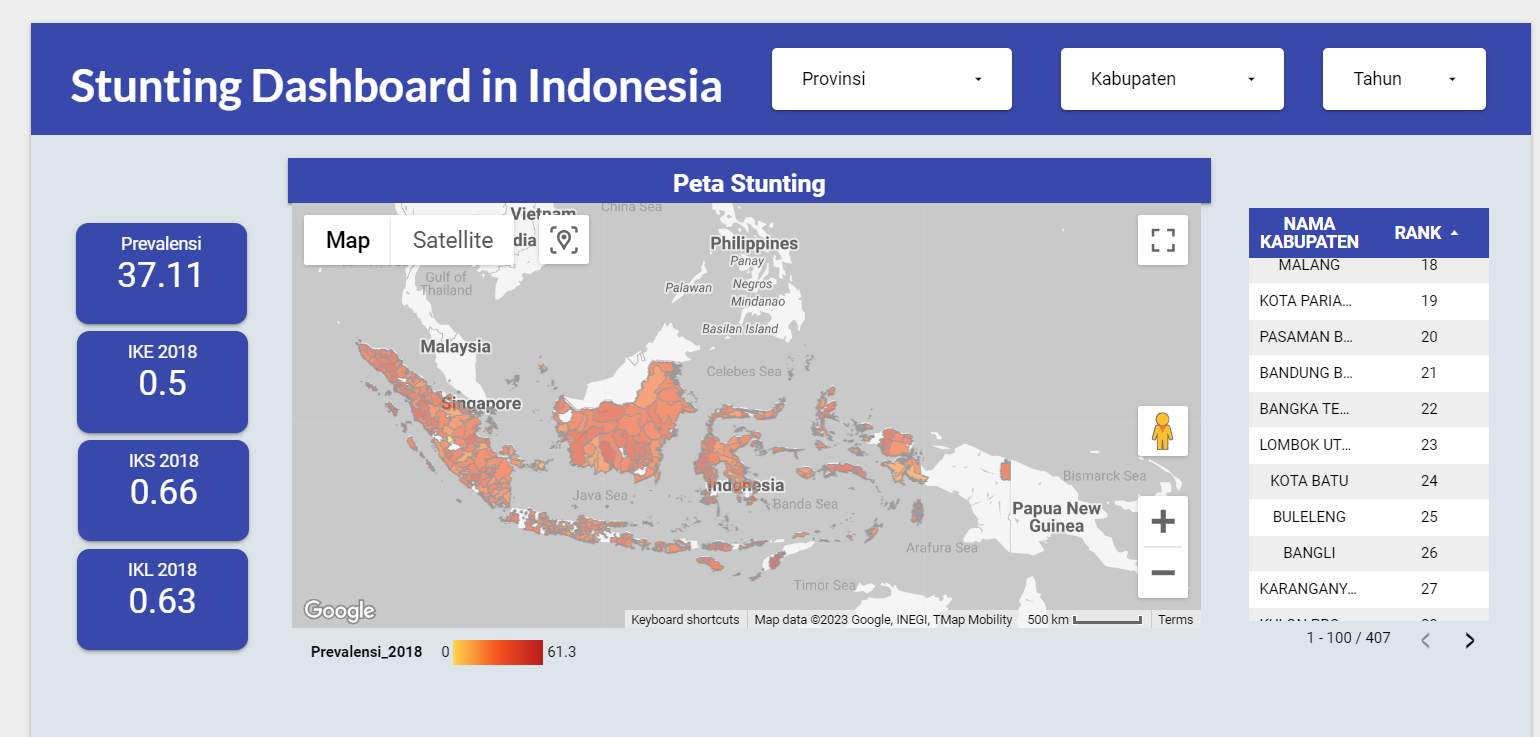 Stunting Dashboard in Indonesia
Provinsi
Kabupaten
Tahun
Peta Stunting
Prevalensi
37.11
IKE 2018
0.5
IKS 2018
0.66
IKL 2018
0.63
Map
Satellite
Vietnam
China Sea
dia
Gulf of
Thailand
Philippines
Panay
Palawan
Negros
Mindanao
Basilan Island
Malaysia
Celebes Sea
Singapore
Indonesia
Java Sea
Banda Sea
Bismarck Sea
Papua New
Guinea
Arafura Sea
Timor Sea
Google
Keyboard shortcuts
Map data ©2023 Google, INEGI, TMap Mobility
500 km
Terms
Prevalensi_2018 0 61.3
NAMA
KABUPATEN
RANK
MALANG 18
KOTA PARIA... 19
PASAMAN B... 20
BANDUNG B... 21
BANGKA TE... 22
LOMBOK UT... 23
KOTA BATU 24
BULELENG 25
BANGLI 26
KARANGANY... 27
1 - 100 / 407